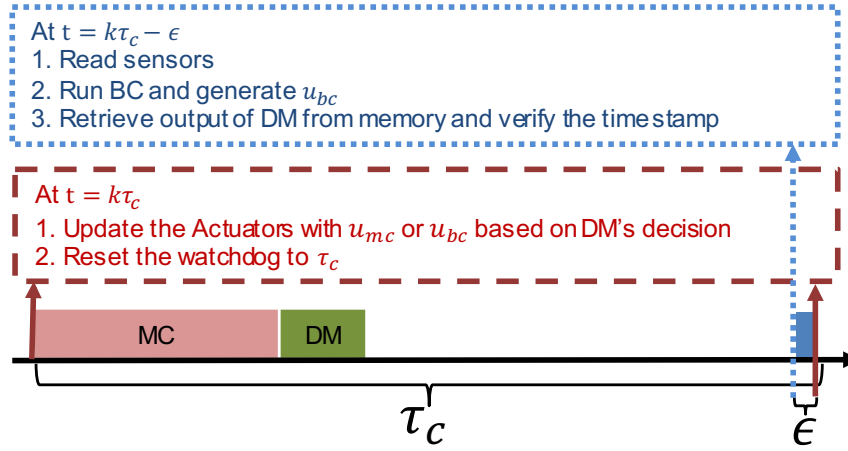 At t = kτ_c − ϵ
1. Read sensors
2. Run BC and generate u_bc
3. Retrieve output of DM from memory and verify the time stamp
At t = kτ_c
1. Update the Actuators with u_mc or u_bc based on DM's decision
2. Reset the watchdog to τ_c
MC DM
τ_c ϵ